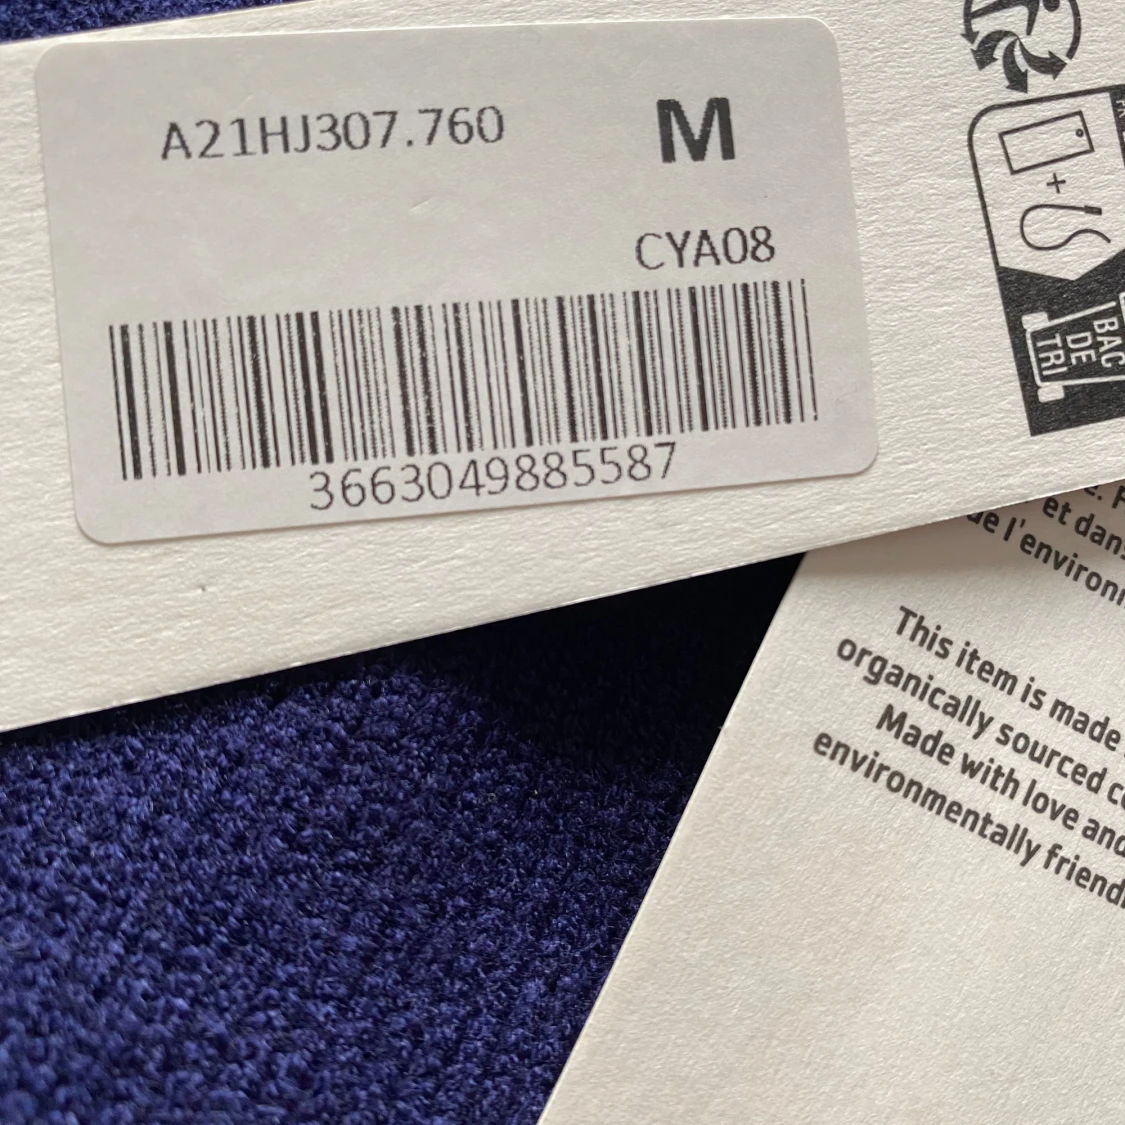 A21HJ307.760
M
CYA08
3663049885587
BAC
DE
TRI
et dans
de l'environn
This item is made
organically sourced
Made with love and
environmentally friend